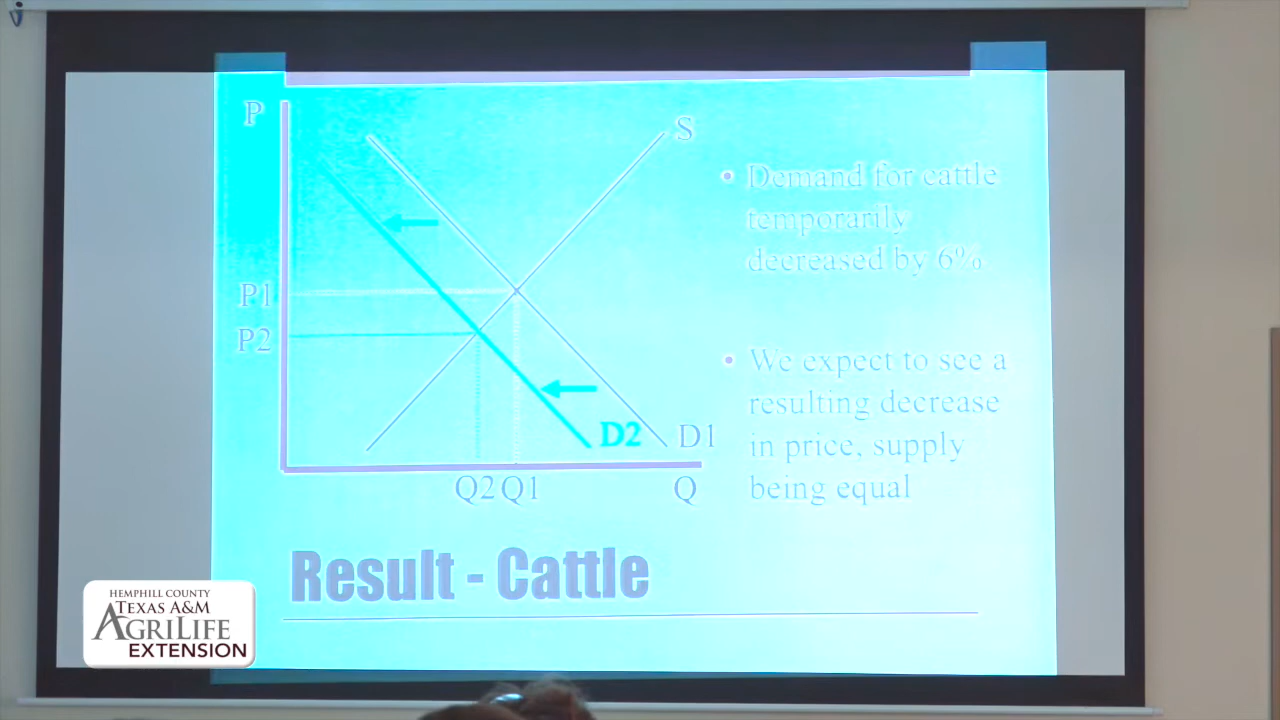 P
S
• Demand for cattle
temporarily
decreased by 6%
P1
P2
• We expect to see a
resulting decrease
in price, supply
being equal
D2
D1
Q2
Q1
Q
Result - Cattle
HEMPHILL COUNTY
TEXAS A&M
AGRILIFE
EXTENSION